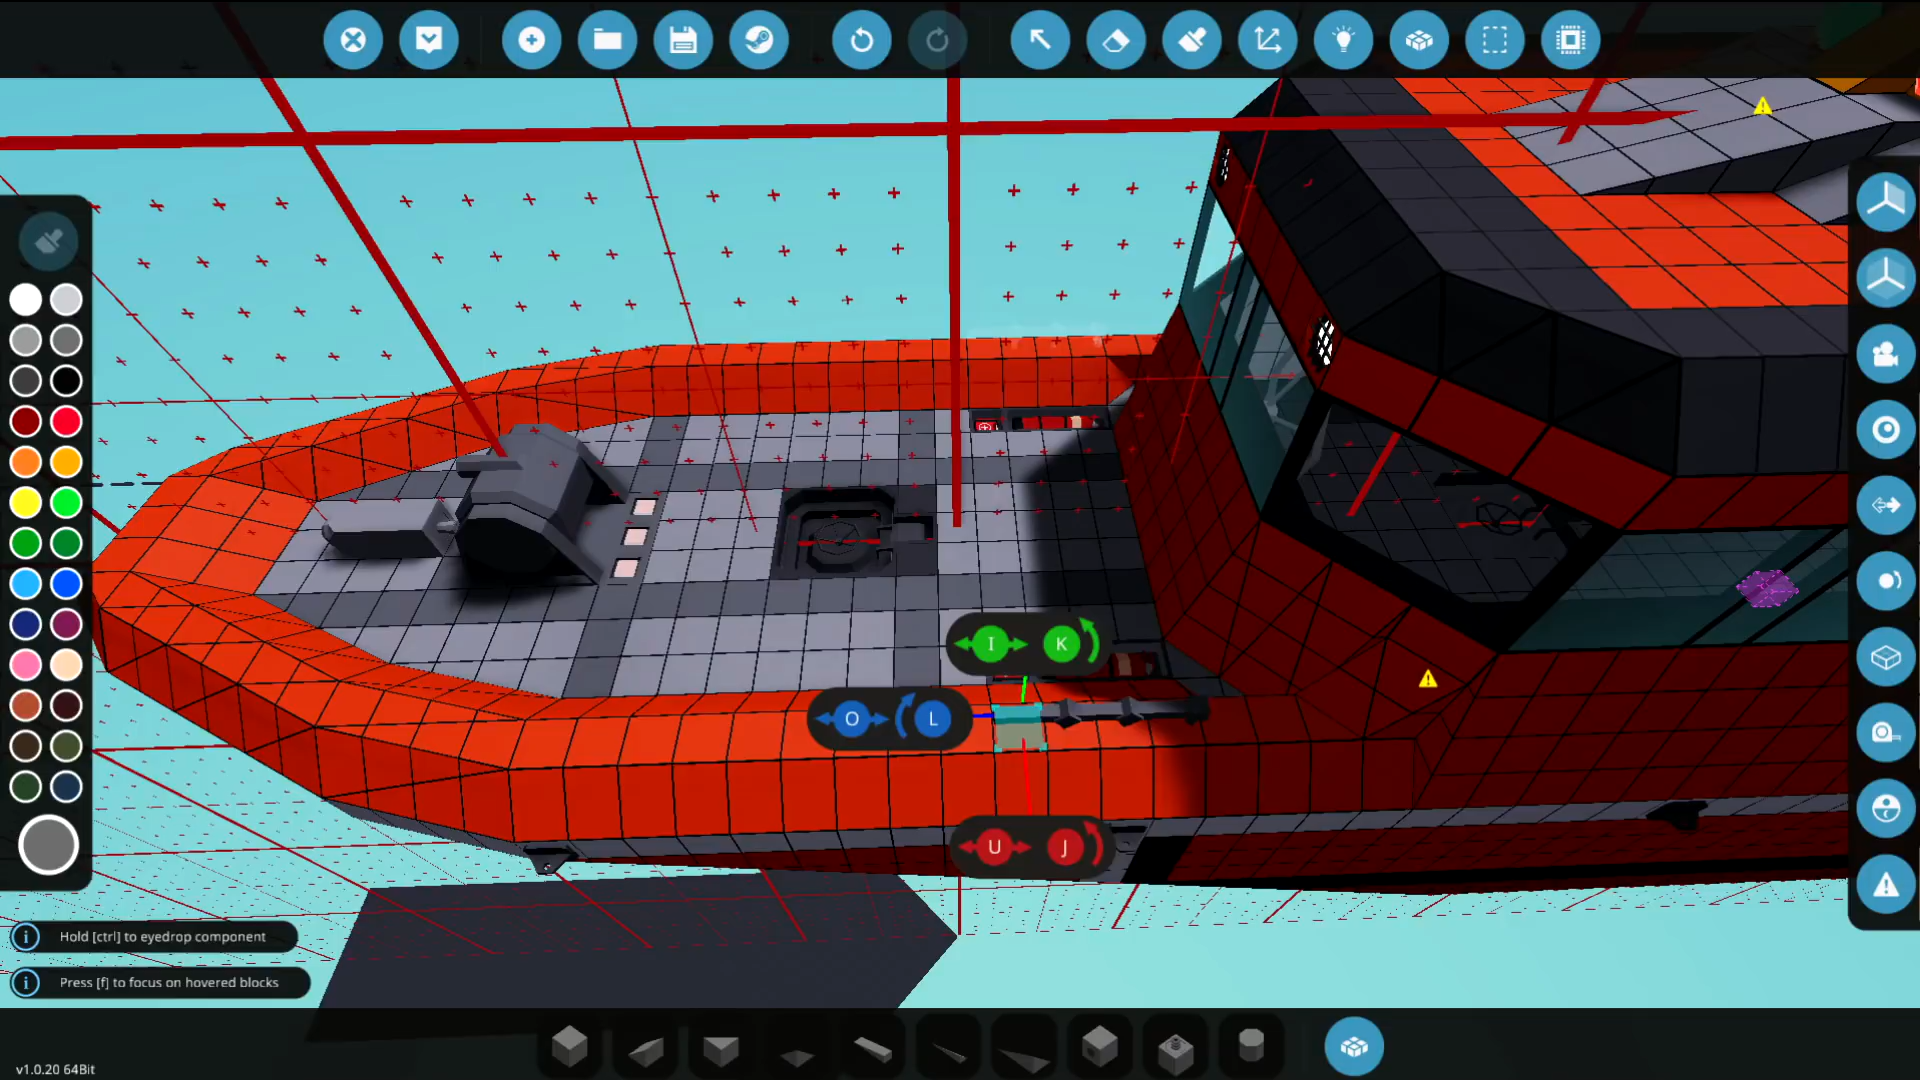 I K
O L
U J
Hold [ctrl] to eyedrop component
Press [f] to focus on hovered blocks
v1.0.20 64Bit